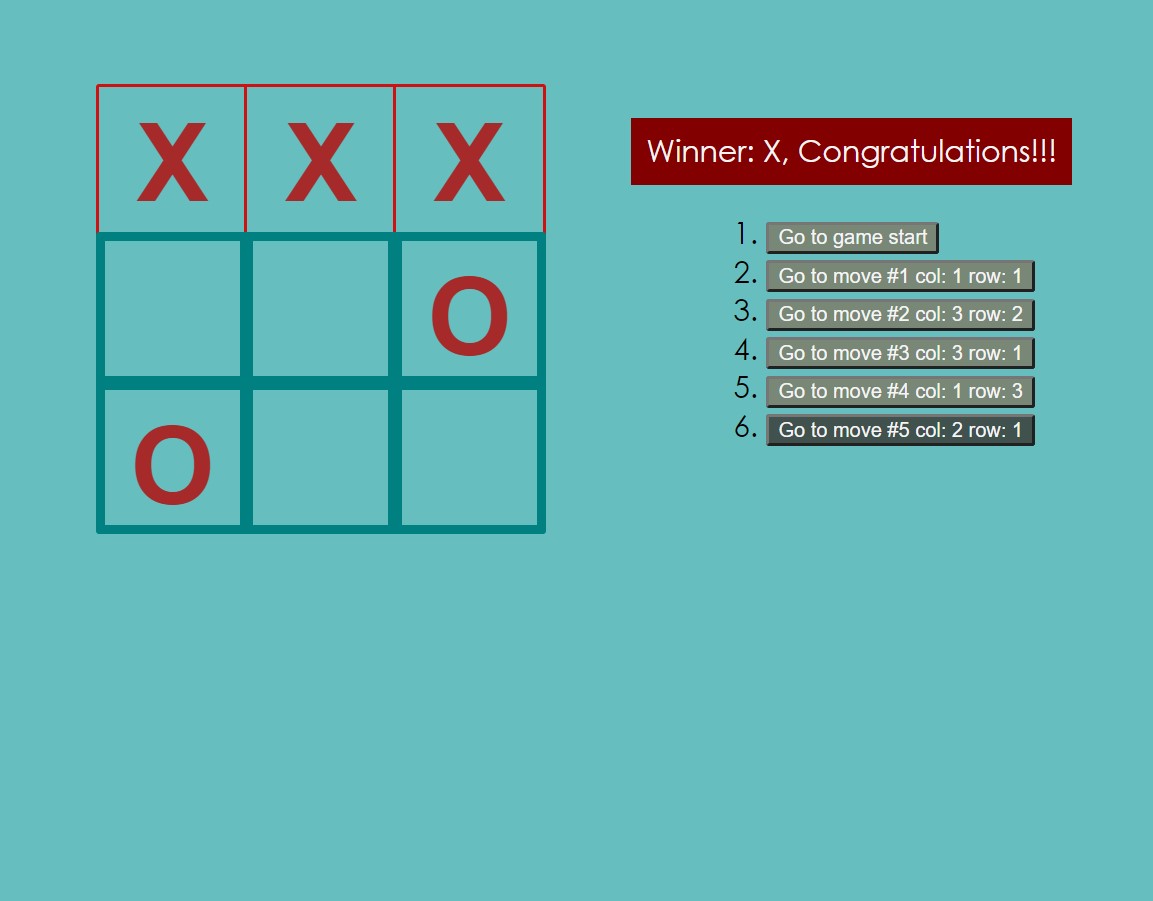 X X X
O
O
Winner: X, Congratulations!!!
1. Go to game start
2. Go to move #1 col: 1 row: 1
3. Go to move #2 col: 3 row: 2
4. Go to move #3 col: 3 row: 1
5. Go to move #4 col: 1 row: 3
6. Go to move #5 col: 2 row: 1